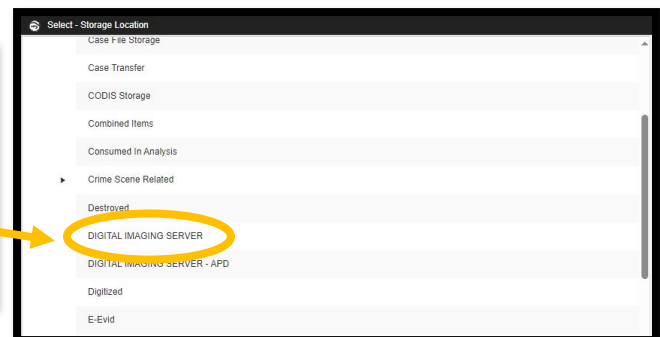 Select - Storage Location
Case File Storage
Case Transfer
CODIS Storage
Combined Items
Consumed In Analysis
Crime Scene Related
Destroyed
DIGITAL IMAGING SERVER
DIGITAL IMAGING SERVER - APD
Digitized
E-Evid